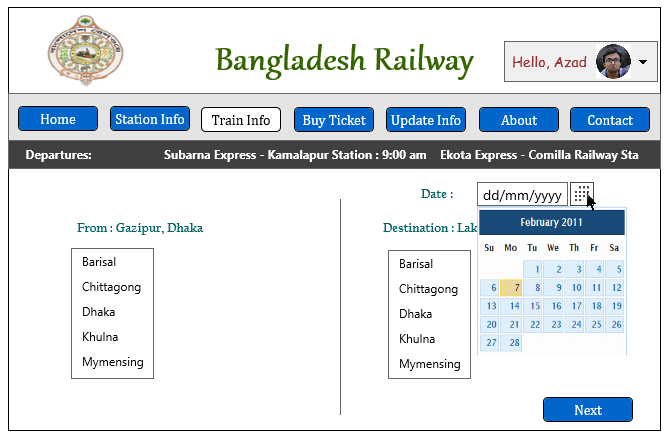 Bangladesh Railway
Hello, Azad
Home Station Info Train Info Buy Ticket Update Info About Contact
Departures: Subarna Express - Kamalapur Station : 9:00 am Ekota Express - Comilla Railway Sta
Date : dd/mm/yyyy
From : Gazipur, Dhaka
Destination : Lak
Barisal
Chittagong
Dhaka
Khulna
Mymensing
Barisal
Chittagong
Dhaka
Khulna
Mymensing
February 2011
Su Mo Tu We Th Fr Sa
1 2 3 4 5
6 7 8 9 10 11 12
13 14 15 16 17 18 19
20 21 22 23 24 25 26
27 28
Next